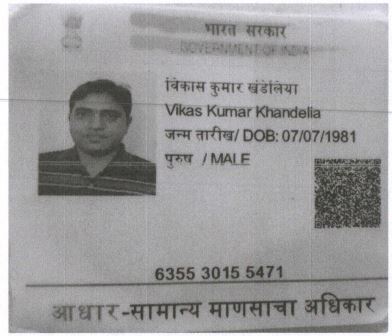 भारत सरकार
GOVERNMENT OF INDIA
विकास कुमार खंडेलिया
Vikas Kumar Khandelia
जन्म तारीख/ DOB: 07/07/1981
पुरुष / MALE
6355 3015 5471
आधार-सामान्य माणसाचा अधिकार